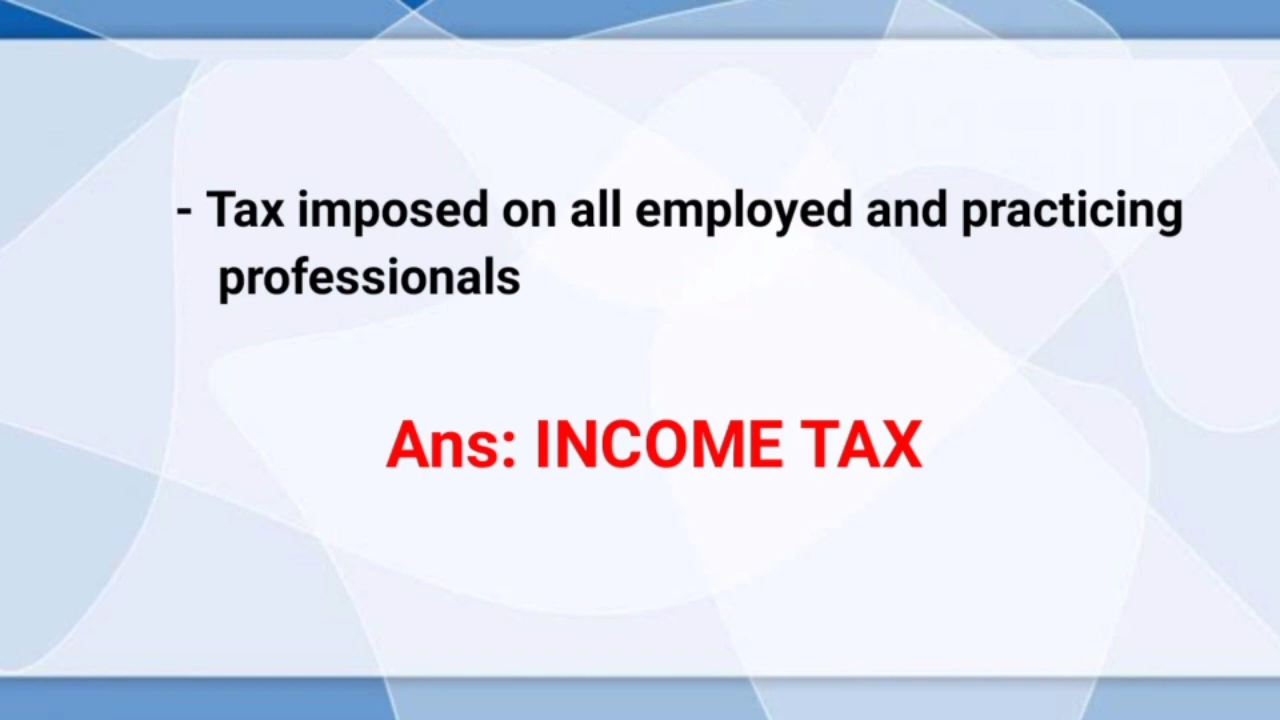 - Tax imposed on all employed and practicing
professionals
Ans: INCOME TAX